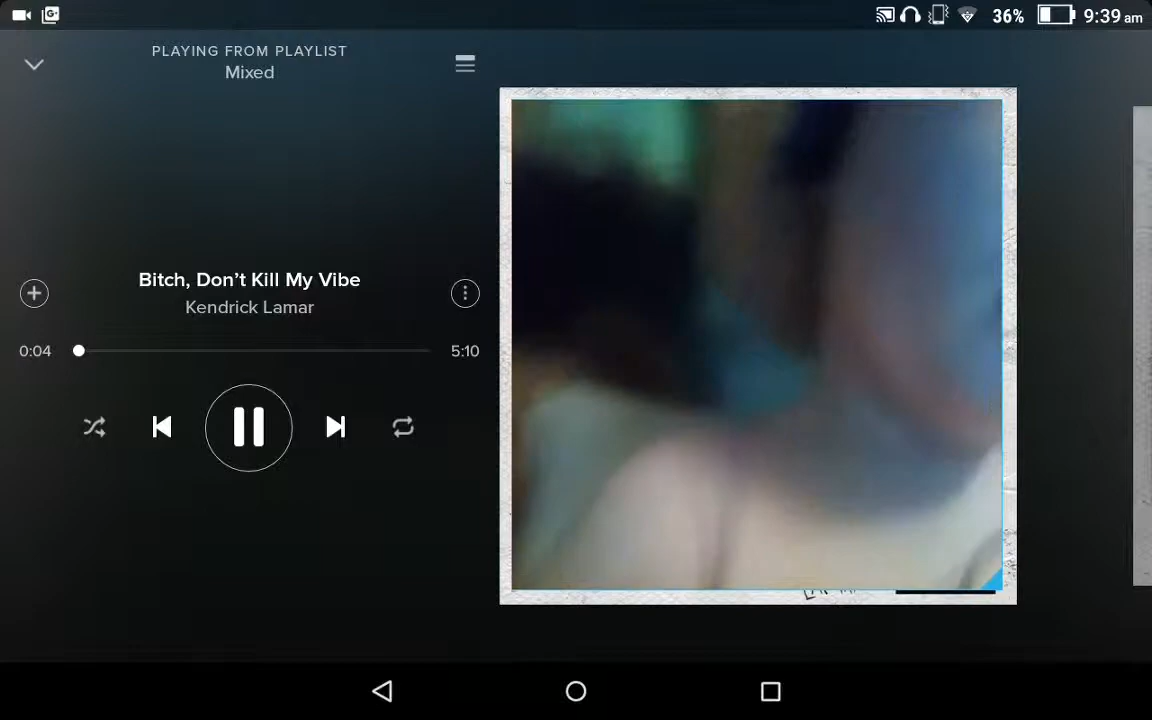 36%
9:39 am
PLAYING FROM PLAYLIST
Mixed
Bitch, Don’t Kill My Vibe
Kendrick Lamar
0:04
5:10